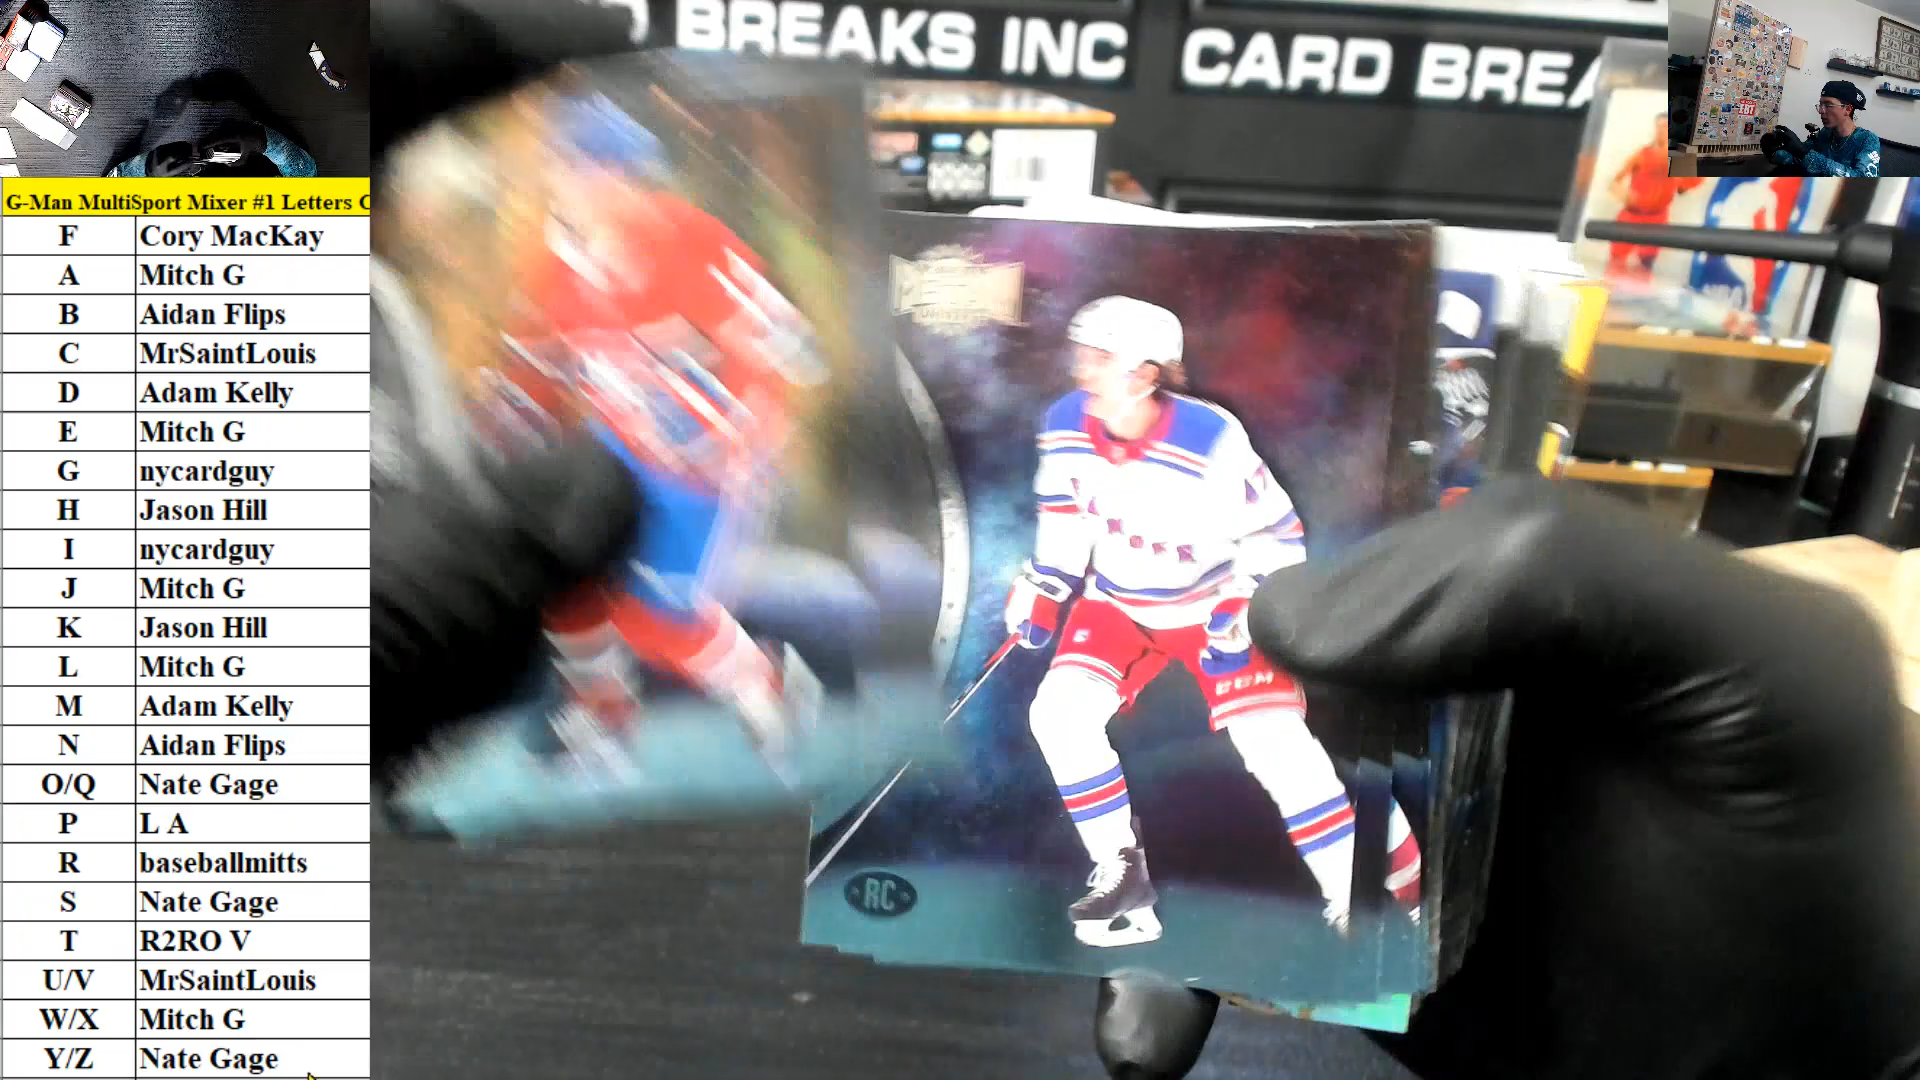 BREAKS INC CARD BREA
G-Man MultiSport Mixer #1 Letters
F Cory MacKay
A Mitch G
B Aidan Flips
C MrSaintLouis
D Adam Kelly
E Mitch G
G nycardguy
H Jason Hill
I nycardguy
J Mitch G
K Jason Hill
L Mitch G
M Adam Kelly
N Aidan Flips
O/Q Nate Gage
P L A
R baseballmitts
S Nate Gage
T R2RO V
U/V MrSaintLouis
W/X Mitch G
Y/Z Nate Gage
CCM
RC